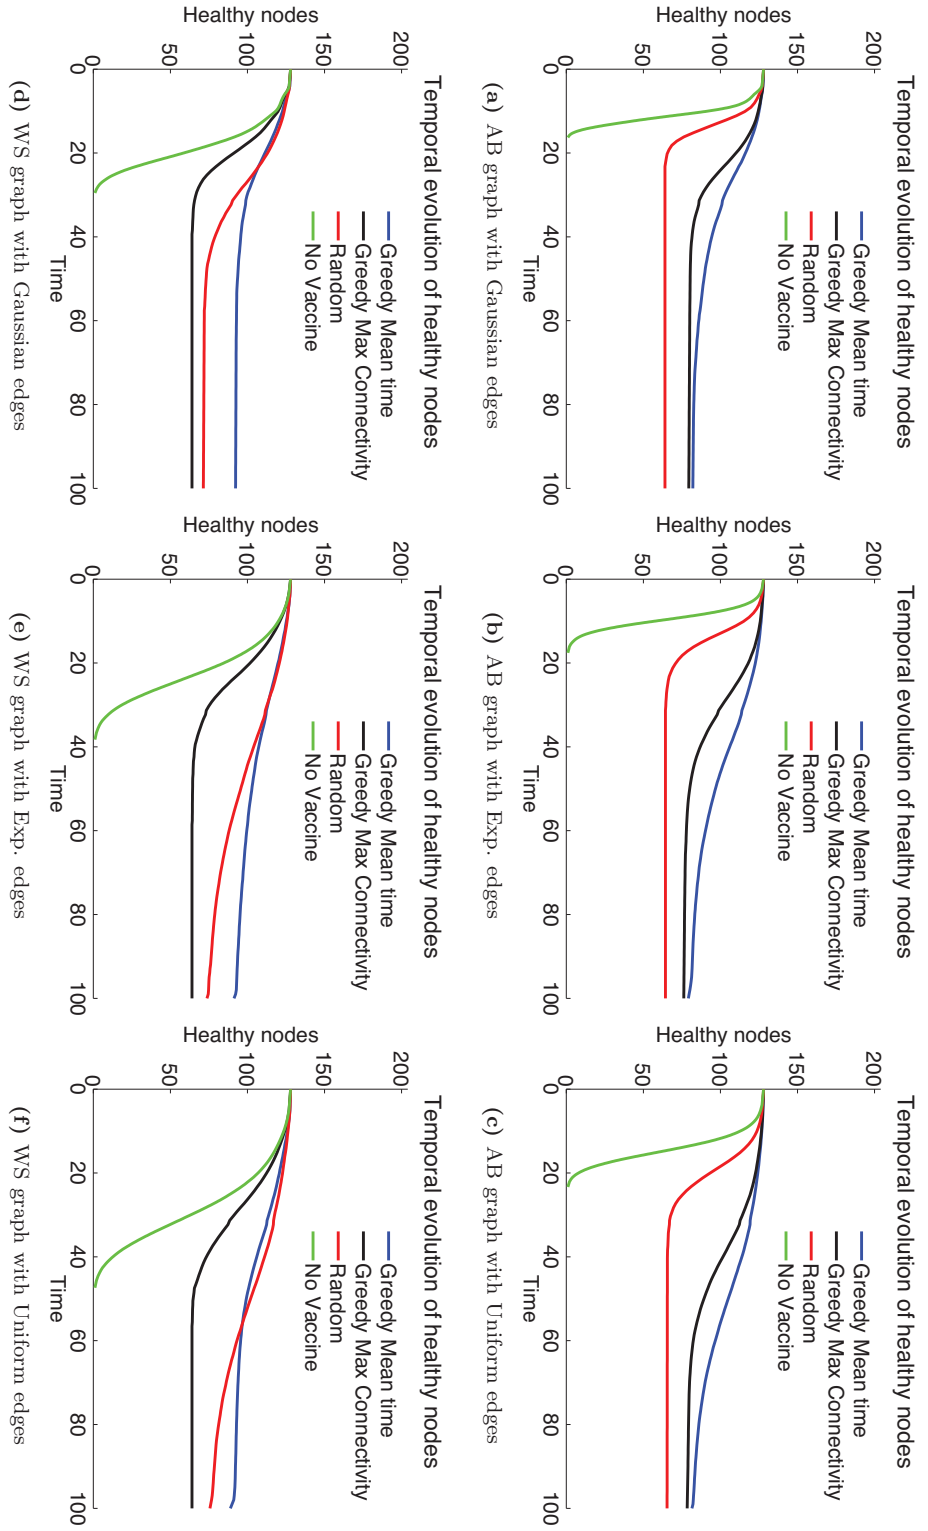 Temporal evolution of healthy nodes
Healthy nodes
200
150
100
50
0
0
20
40
60
80
100
Time
Greedy Mean time
Greedy Max Connectivity
Random
No Vaccine
(a) AB graph with Gaussian edges
Temporal evolution of healthy nodes
Healthy nodes
200
150
100
50
0
0
20
40
60
80
100
Time
Greedy Mean time
Greedy Max Connectivity
Random
No Vaccine
(b) AB graph with Exp. edges
Temporal evolution of healthy nodes
Healthy nodes
200
150
100
50
0
0
20
40
60
80
100
Time
Greedy Mean time
Greedy Max Connectivity
Random
No Vaccine
(c) AB graph with Uniform edges
Temporal evolution of healthy nodes
Healthy nodes
200
150
100
50
0
0
20
40
60
80
100
Time
Greedy Mean time
Greedy Max Connectivity
Random
No Vaccine
(d) WS graph with Gaussian edges
Temporal evolution of healthy nodes
Healthy nodes
200
150
100
50
0
0
20
40
60
80
100
Time
Greedy Mean time
Greedy Max Connectivity
Random
No Vaccine
(e) WS graph with Exp. edges
Temporal evolution of healthy nodes
Healthy nodes
200
150
100
50
0
0
20
40
60
80
100
Time
Greedy Mean time
Greedy Max Connectivity
Random
No Vaccine
(f) WS graph with Uniform edges